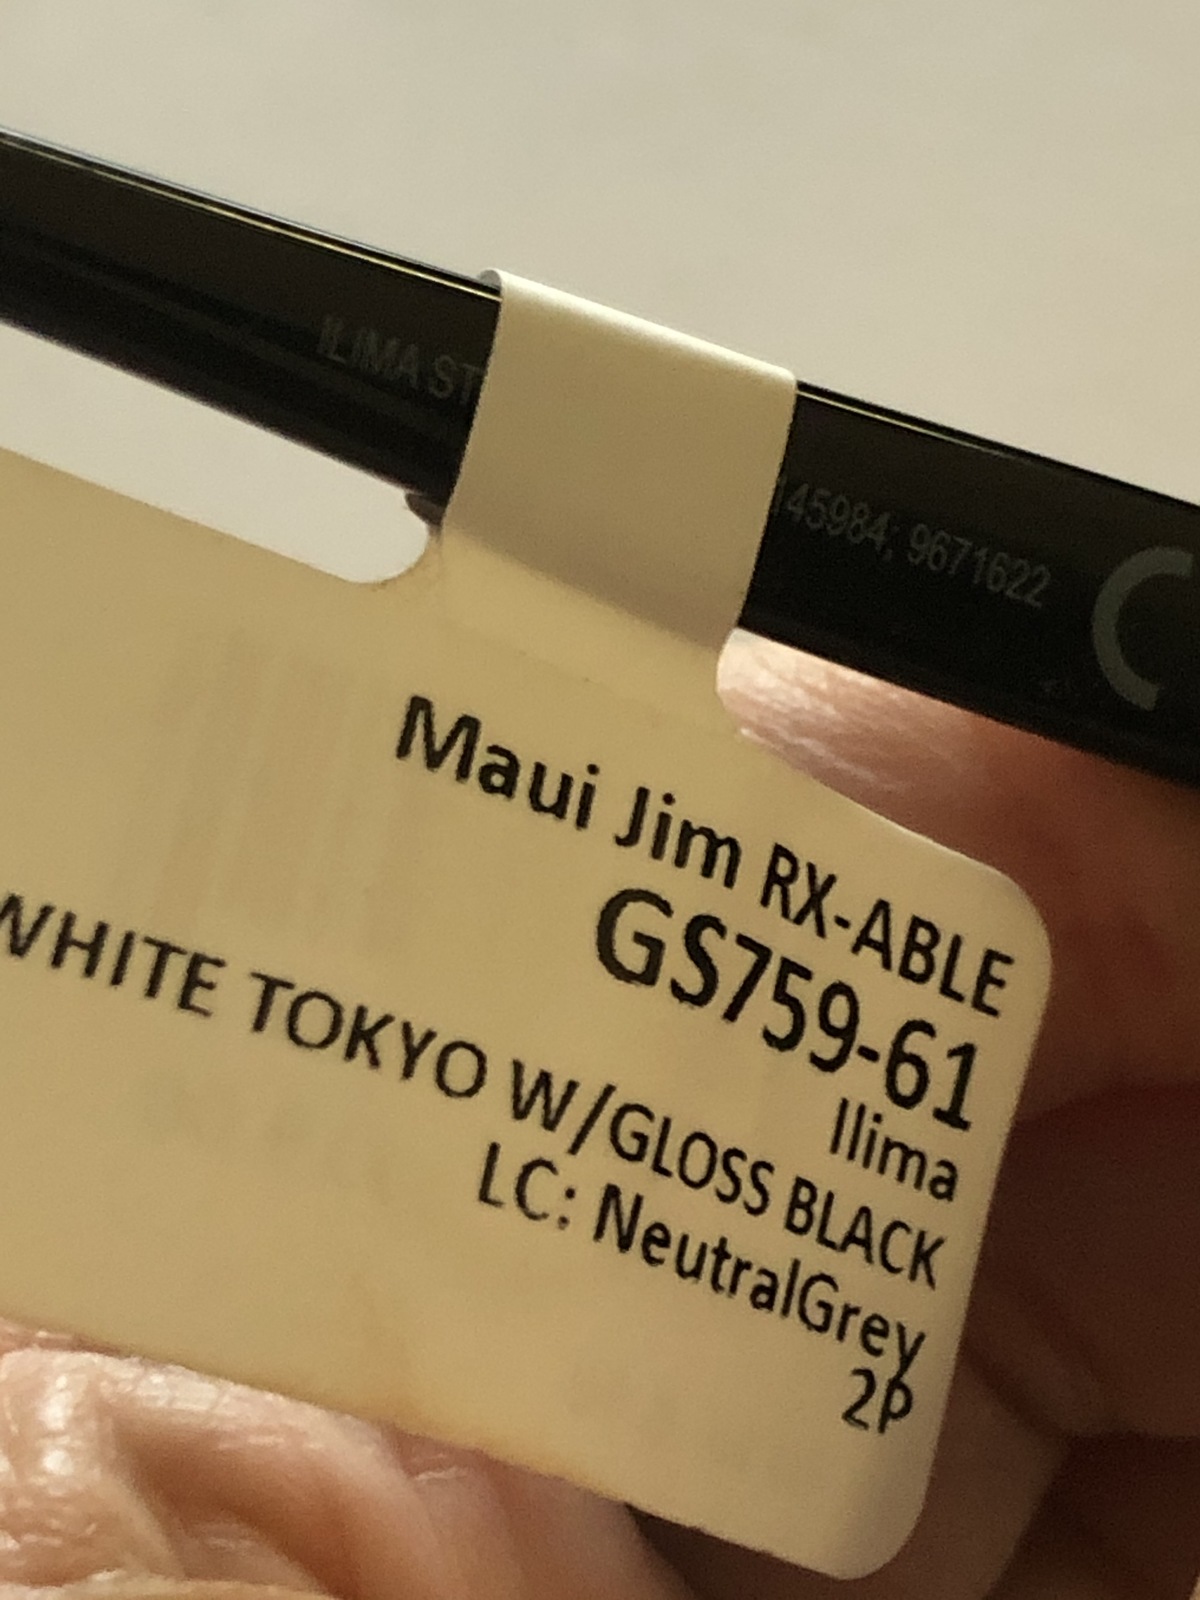 ILIMA ST
145984; 9671622
Maui Jim RX-ABLE
GS759-61
Ilima
WHITE TOKYO W/GLOSS BLACK
LC: NeutralGrey
2P